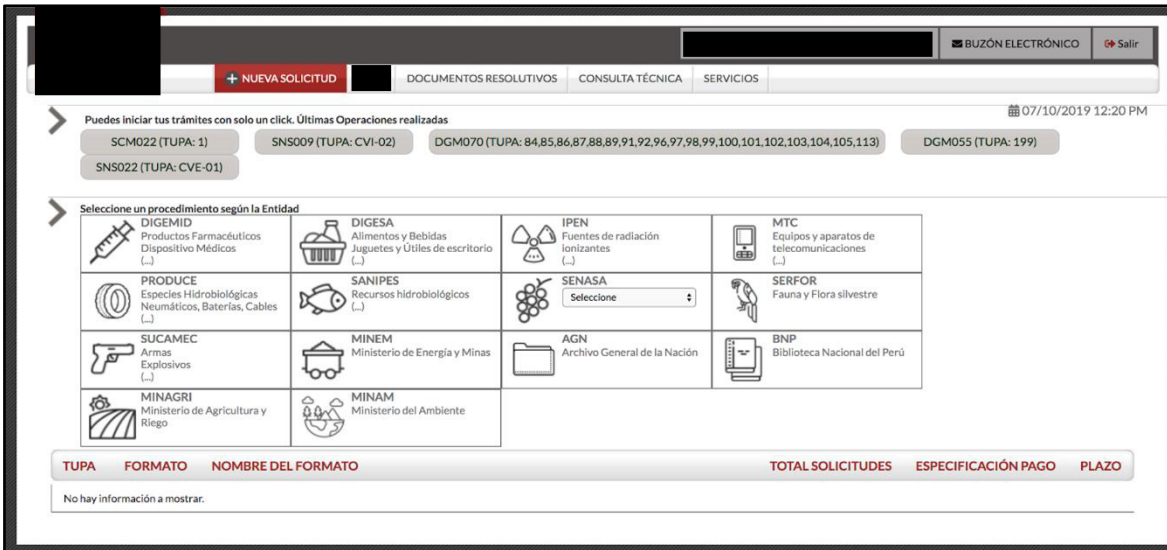 BUZÓN ELECTRÓNICO
Salir
NUEVA SOLICITUD
DOCUMENTOS RESOLUTIVOS
CONSULTA TÉCNICA
SERVICIOS
07/10/2019 12:20 PM
Puedes iniciar tus trámites con solo un click. Últimas Operaciones realizadas
SCM022 (TUPA: 1)
SNS009 (TUPA: CVI-02)
DGM070 (TUPA: 84,85,86,87,88,89,91,92,96,97,98,99,100,101,102,103,104,105,113)
DGM055 (TUPA: 199)
SNS022 (TUPA: CVE-01)
Seleccione un procedimiento según la Entidad
DIGEMID
Productos Farmacéuticos
Dispositivo Médicos
(...)
DIGESA
Alimentos y Bebidas
Juguetes y Útiles de escritorio
(...)
IPEN
Fuentes de radiación
ionizantes
(...)
MTC
Equipos y aparatos de
telecomunicaciones
(...)
PRODUCE
Especies Hidrobiológicas
Neumáticos, Baterías, Cables
(...)
SANIPES
Recursos hidrobiológicos
(...)
SENASA
Seleccione
SERFOR
Fauna y Flora silvestre
SUCAMEC
Armas
Explosivos
(...)
MINEM
Ministerio de Energía y Minas
AGN
Archivo General de la Nación
BNP
Biblioteca Nacional del Perú
MINAGRI
Ministerio de Agricultura y
Riego
MINAM
Ministerio del Ambiente
TUPA
FORMATO
NOMBRE DEL FORMATO
TOTAL SOLICITUDES
ESPECIFICACIÓN PAGO
PLAZO
No hay información a mostrar.